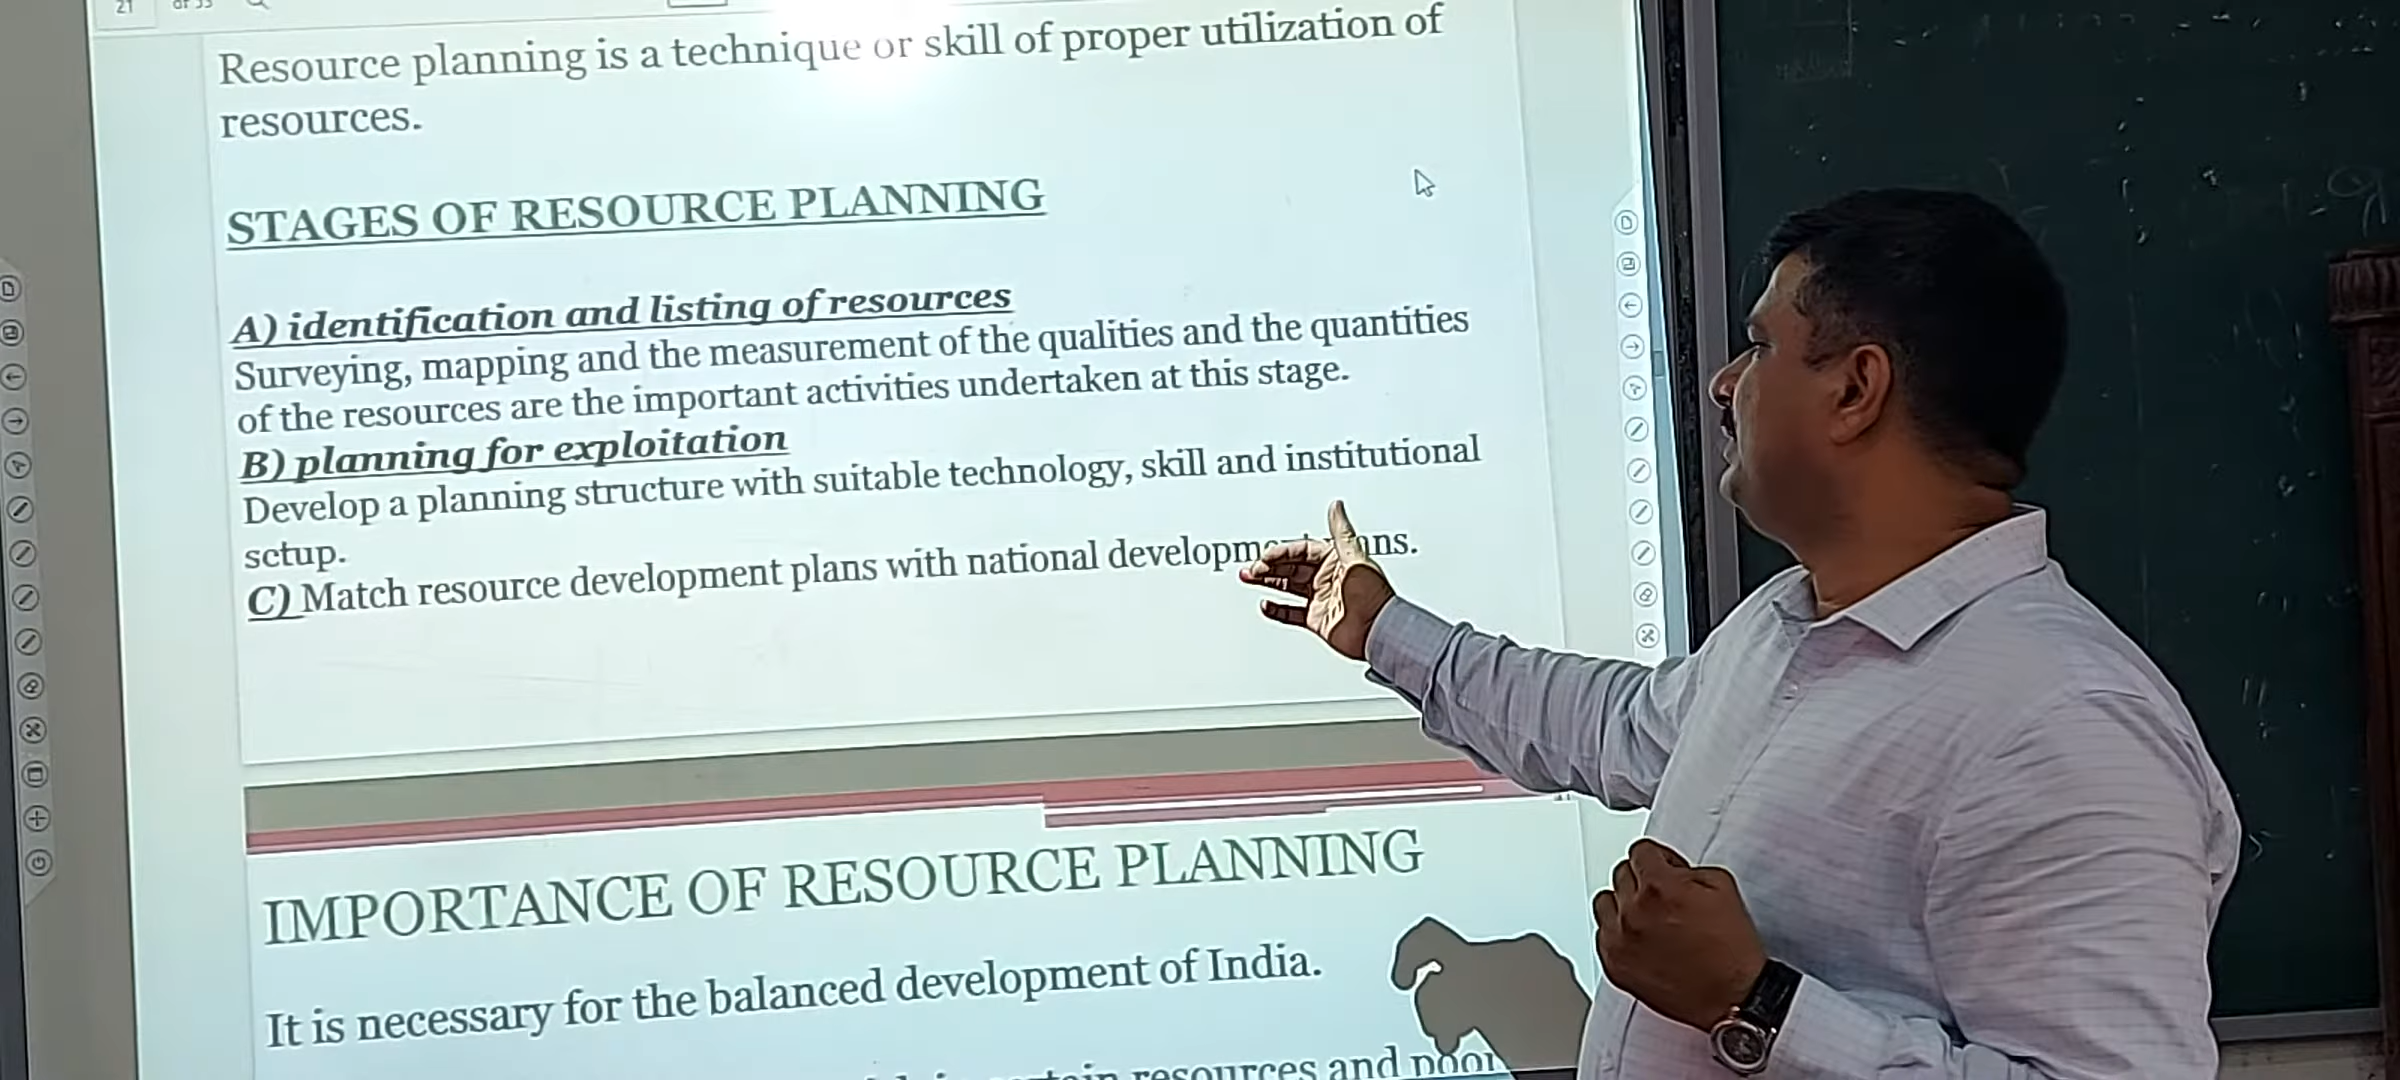 21 of 33
Resource planning is a technique or skill of proper utilization of
resources.
STAGES OF RESOURCE PLANNING
A) identification and listing of resources
Surveying, mapping and the measurement of the qualities and the quantities
of the resources are the important activities undertaken at this stage.
B) planning for exploitation
Develop a planning structure with suitable technology, skill and institutional
setup.
C) Match resource development plans with national
IMPORTANCE OF RESOURCE PLANNING
It is necessary for the balanced development of India.
resources and poor